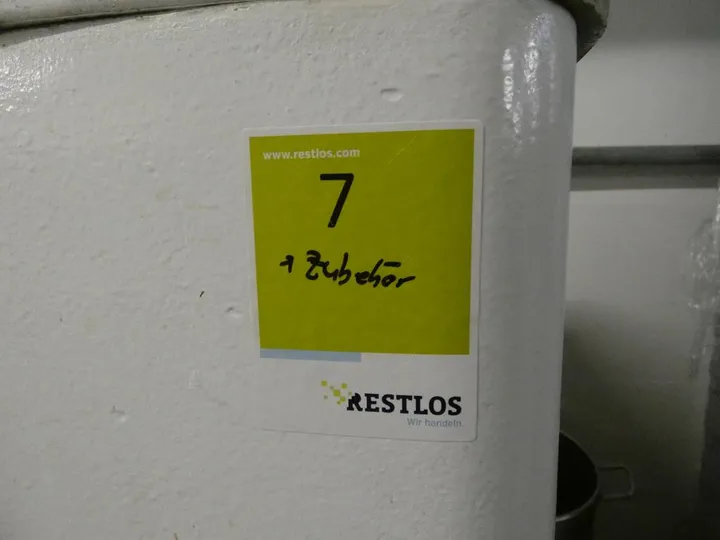 www.restlos.com
7
+ Zubehör
RESTLOS
Wir handeln